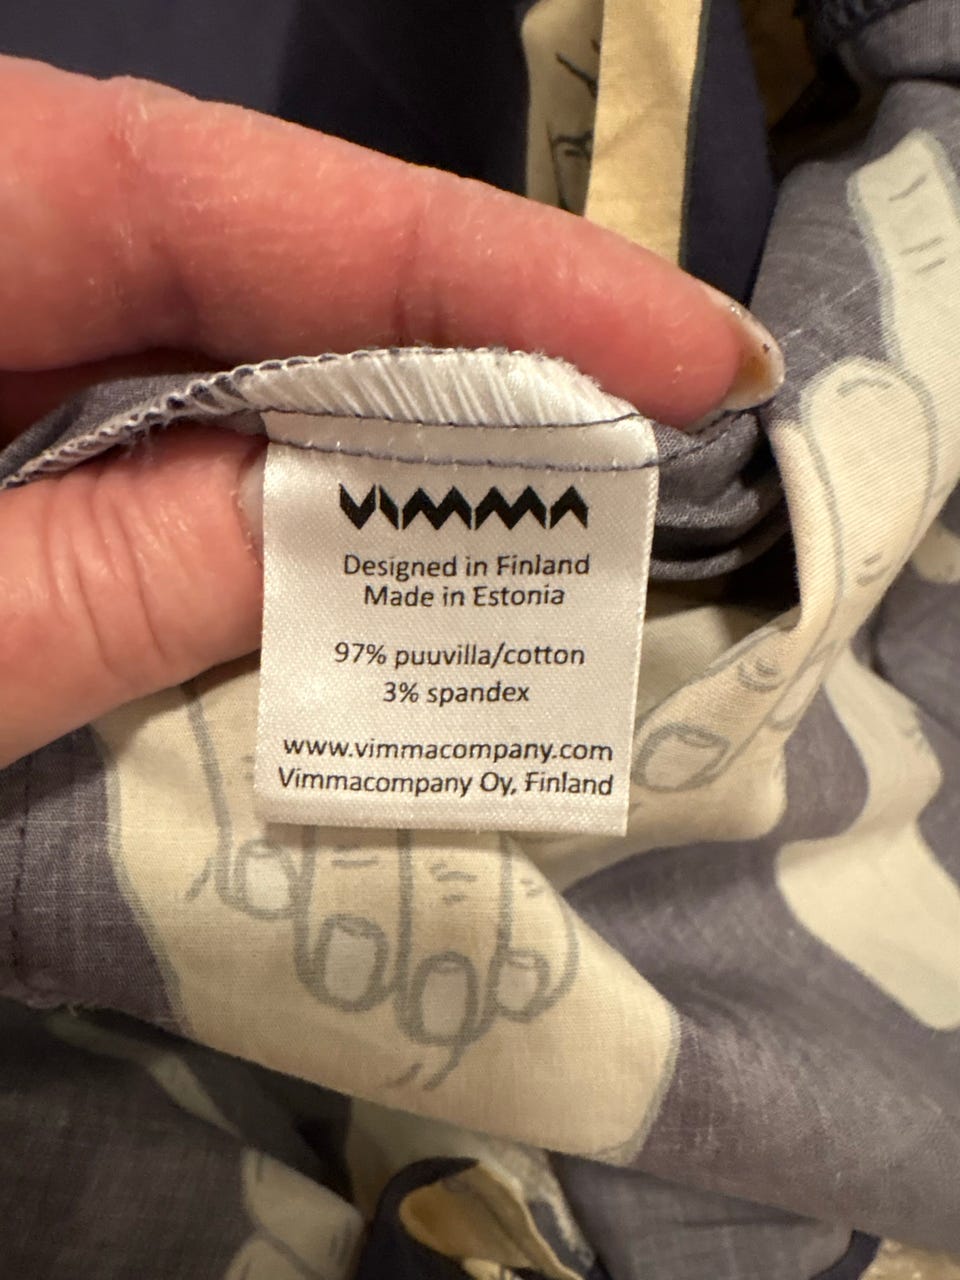 VIMMA
Designed in Finland
Made in Estonia
97% puuvilla/cotton
3% spandex
www.vimmacompany.com
Vimmacompany Oy, Finland